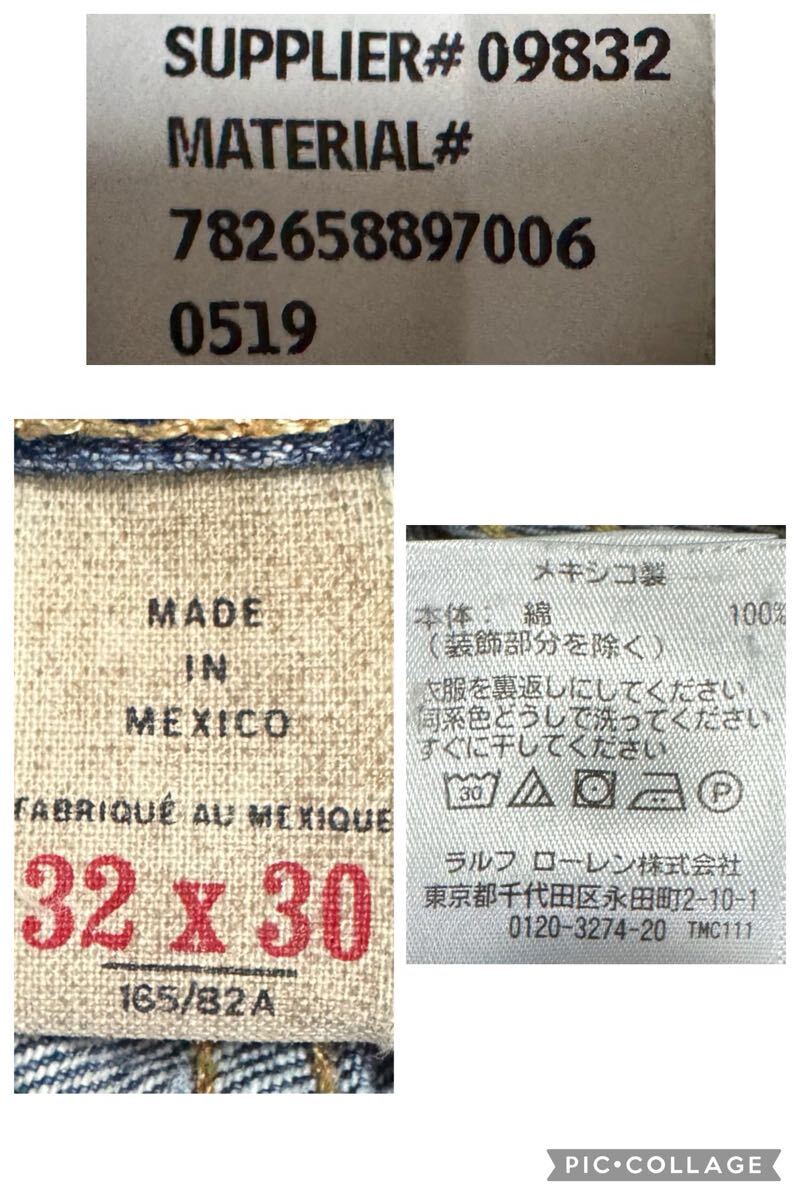 SUPPLIER# 09832
MATERIAL#
782658897006
0519
MADE
IN
MEXICO
FABRIQUÉ AU MEXIQUE
32 x 30
165/82A
メキシコ製
本体： 綿 100%
（装飾部分を除く）
衣服を裏返しにしてください
同系色どうしで洗ってください
すぐに干してください
30 P
ラルフ ローレン株式会社
東京都千代田区永田町2-10-1
0120-3274-20 TMC111
PIC•COLLAGE